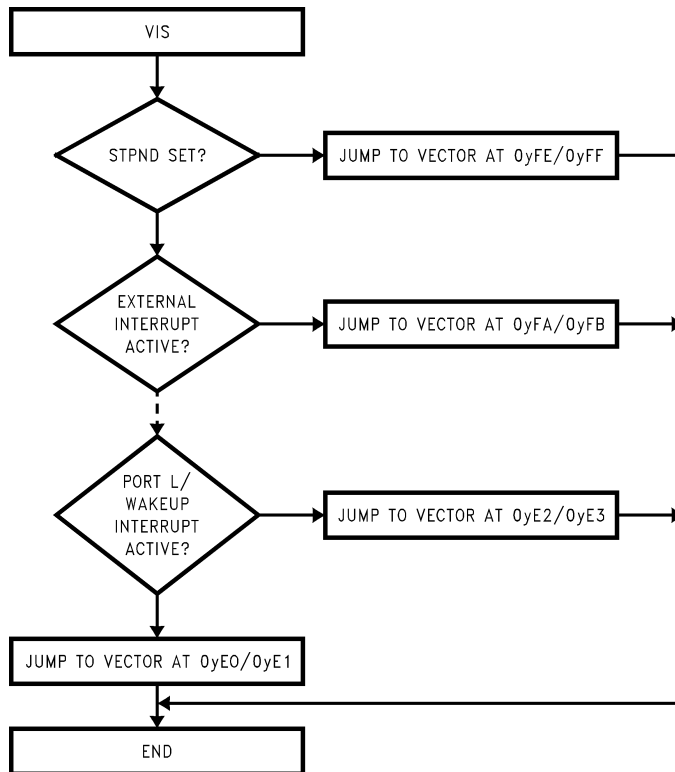 VIS
STPND SET?
JUMP TO VECTOR AT 0yFE/0yFF
EXTERNAL
INTERRUPT
ACTIVE?
JUMP TO VECTOR AT 0yFA/0yFB
PORT L/
WAKEUP
INTERRUPT
ACTIVE?
JUMP TO VECTOR AT 0yE2/0yE3
JUMP TO VECTOR AT 0yE0/0yE1
END